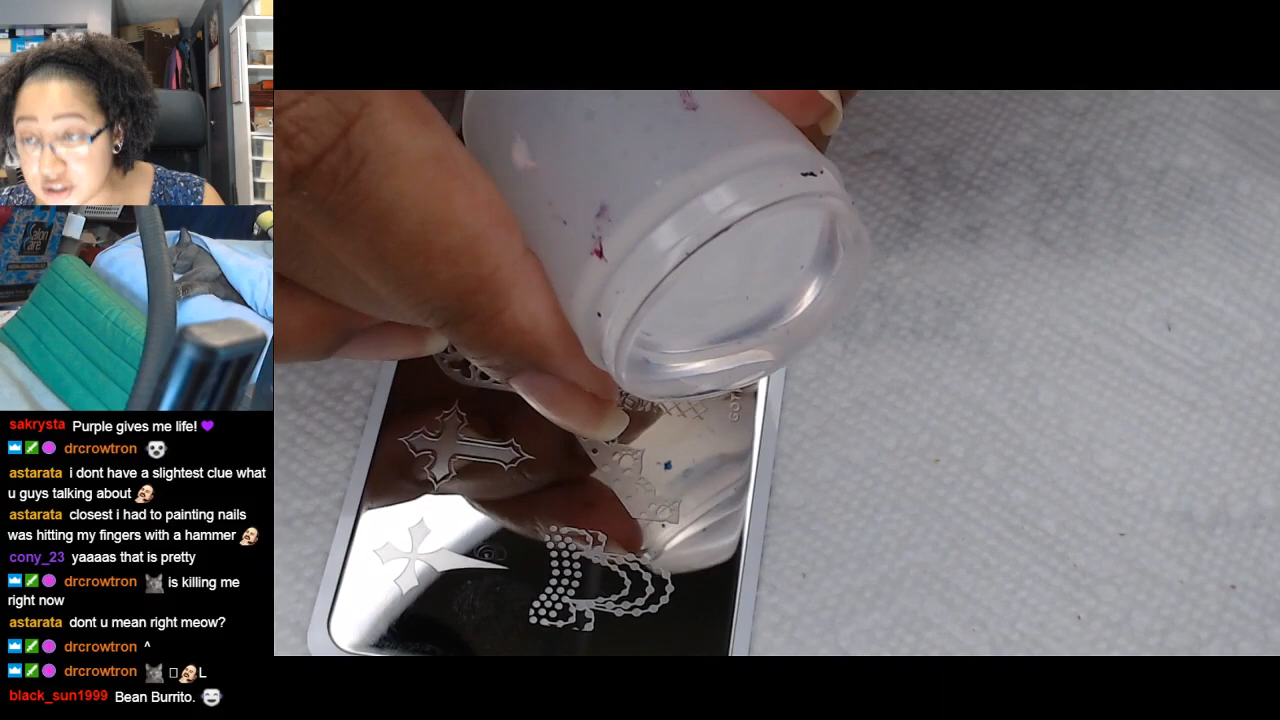 Salon
Care
sakrysta Purple gives me life!
drcrowtron
astarata i dont have a slightest clue what
u guys talking about
astarata closest i had to painting nails
was hitting my fingers with a hammer
cony_23 yaaaas that is pretty
drcrowtron is killing me
right now
astarata dont u mean right meow?
drcrowtron ^
drcrowtron L
black_sun1999 Bean Burrito.